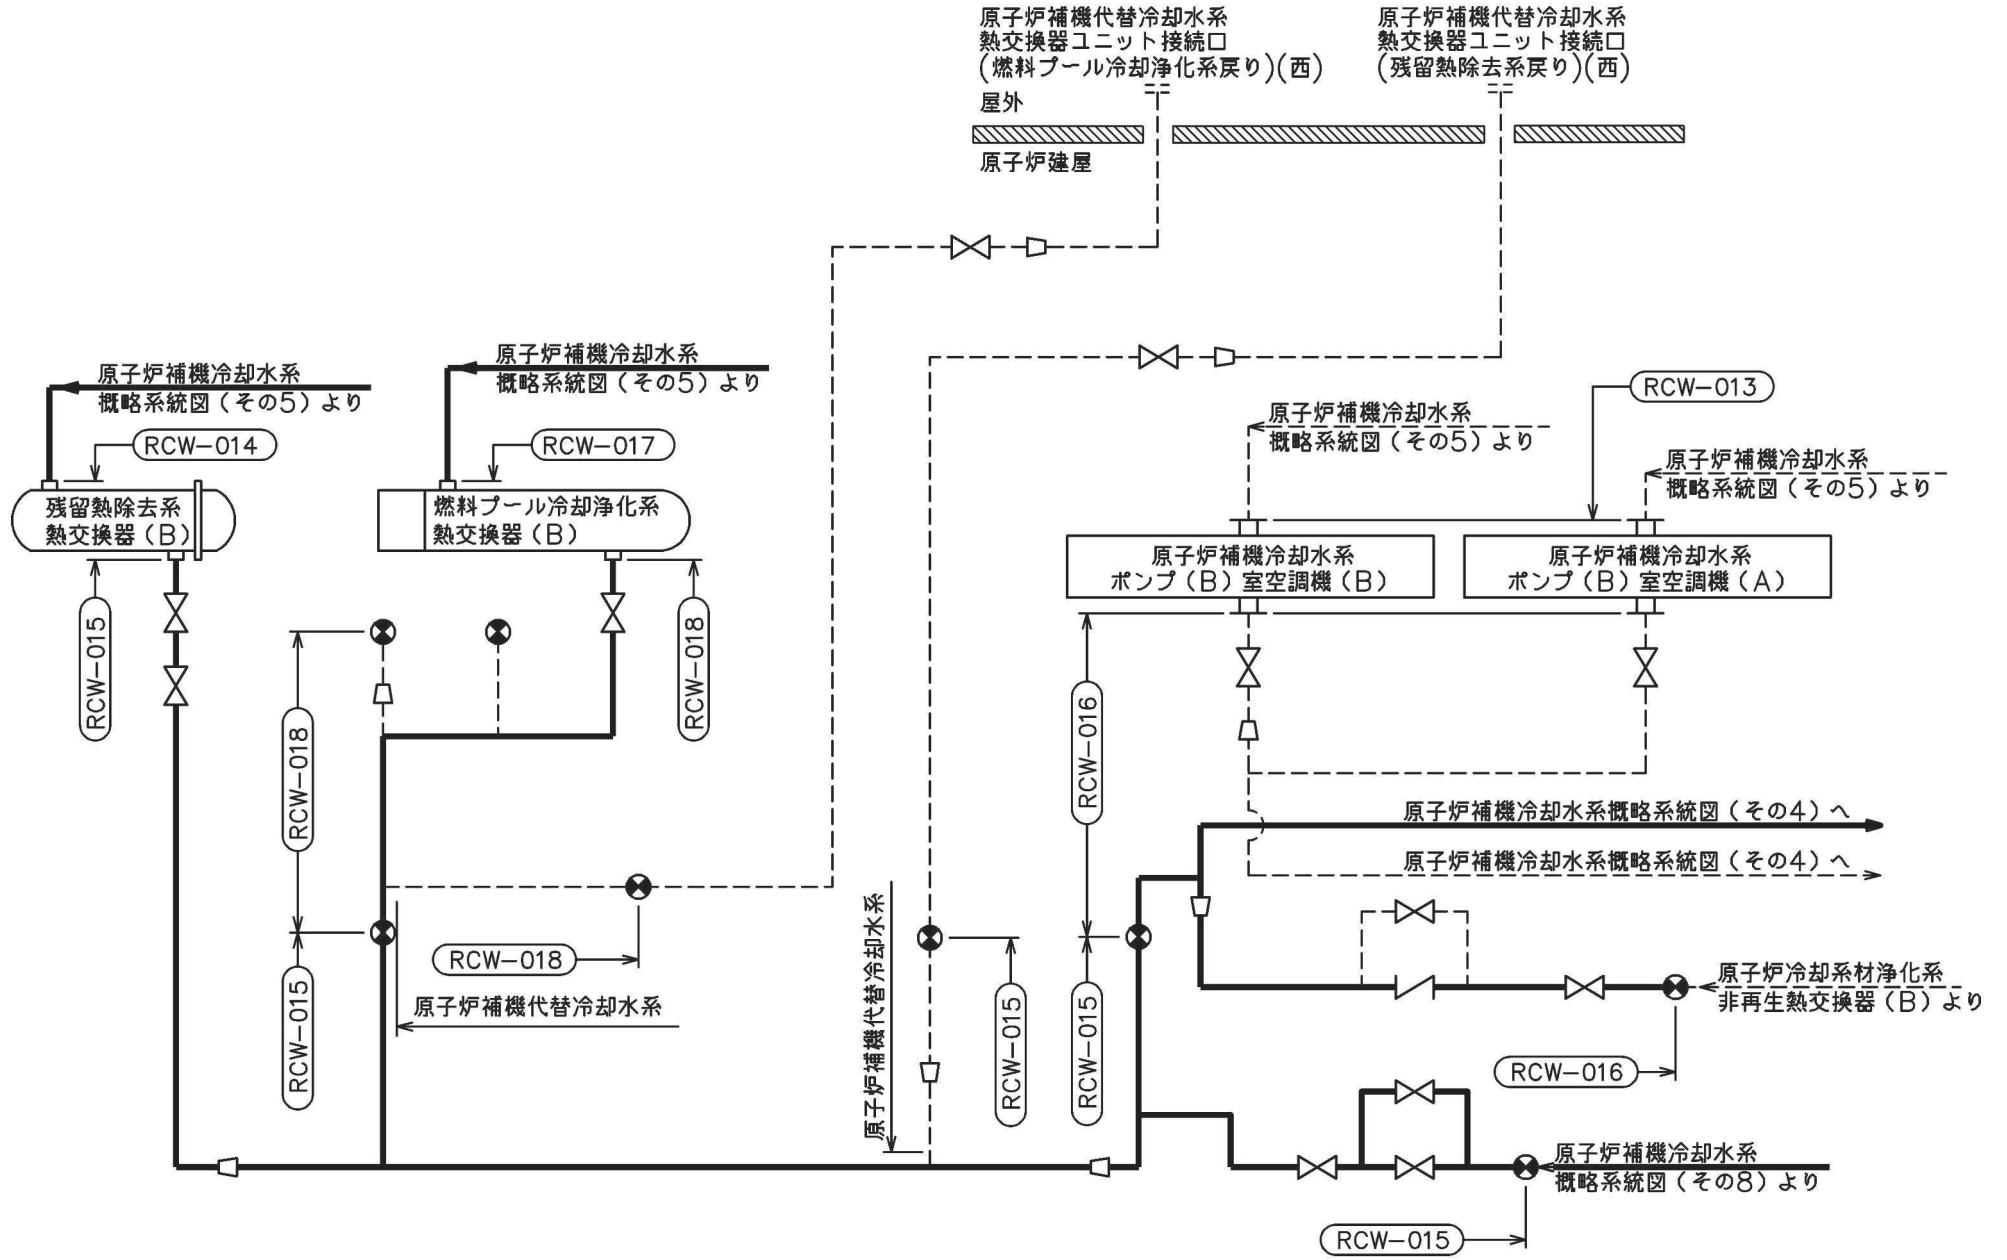 原子炉補機代替冷却水系
熱交換器ユニット接続口
(燃料プール冷却浄化系戻り)(西)
原子炉補機代替冷却水系
熱交換器ユニット接続口
(残留熱除去系戻り)(西)
屋外
原子炉建屋
原子炉補機冷却水系
概略系統図(その5)より
原子炉補機冷却水系
概略系統図(その5)より
RCW-013
原子炉補機冷却水系
概略系統図(その5)より
原子炉補機冷却水系
概略系統図(その5)より
RCW-014
RCW-017
残留熱除去系
熱交換器(B)
燃料プール冷却浄化系
熱交換器(B)
原子炉補機冷却水系
ポンプ(B)室空調機(B)
原子炉補機冷却水系
ポンプ(B)室空調機(A)
RCW-015
RCW-018
RCW-018
RCW-016
原子炉補機冷却水系概略系統図(その4)へ
原子炉補機冷却水系概略系統図(その4)へ
RCW-018
RCW-015
原子炉補機代替冷却水系
原子炉補機代替冷却水系
RCW-015
RCW-015
原子炉冷却系材浄化系
非再生熱交換器(B)より
RCW-016
原子炉補機冷却水系
概略系統図(その8)より
RCW-015